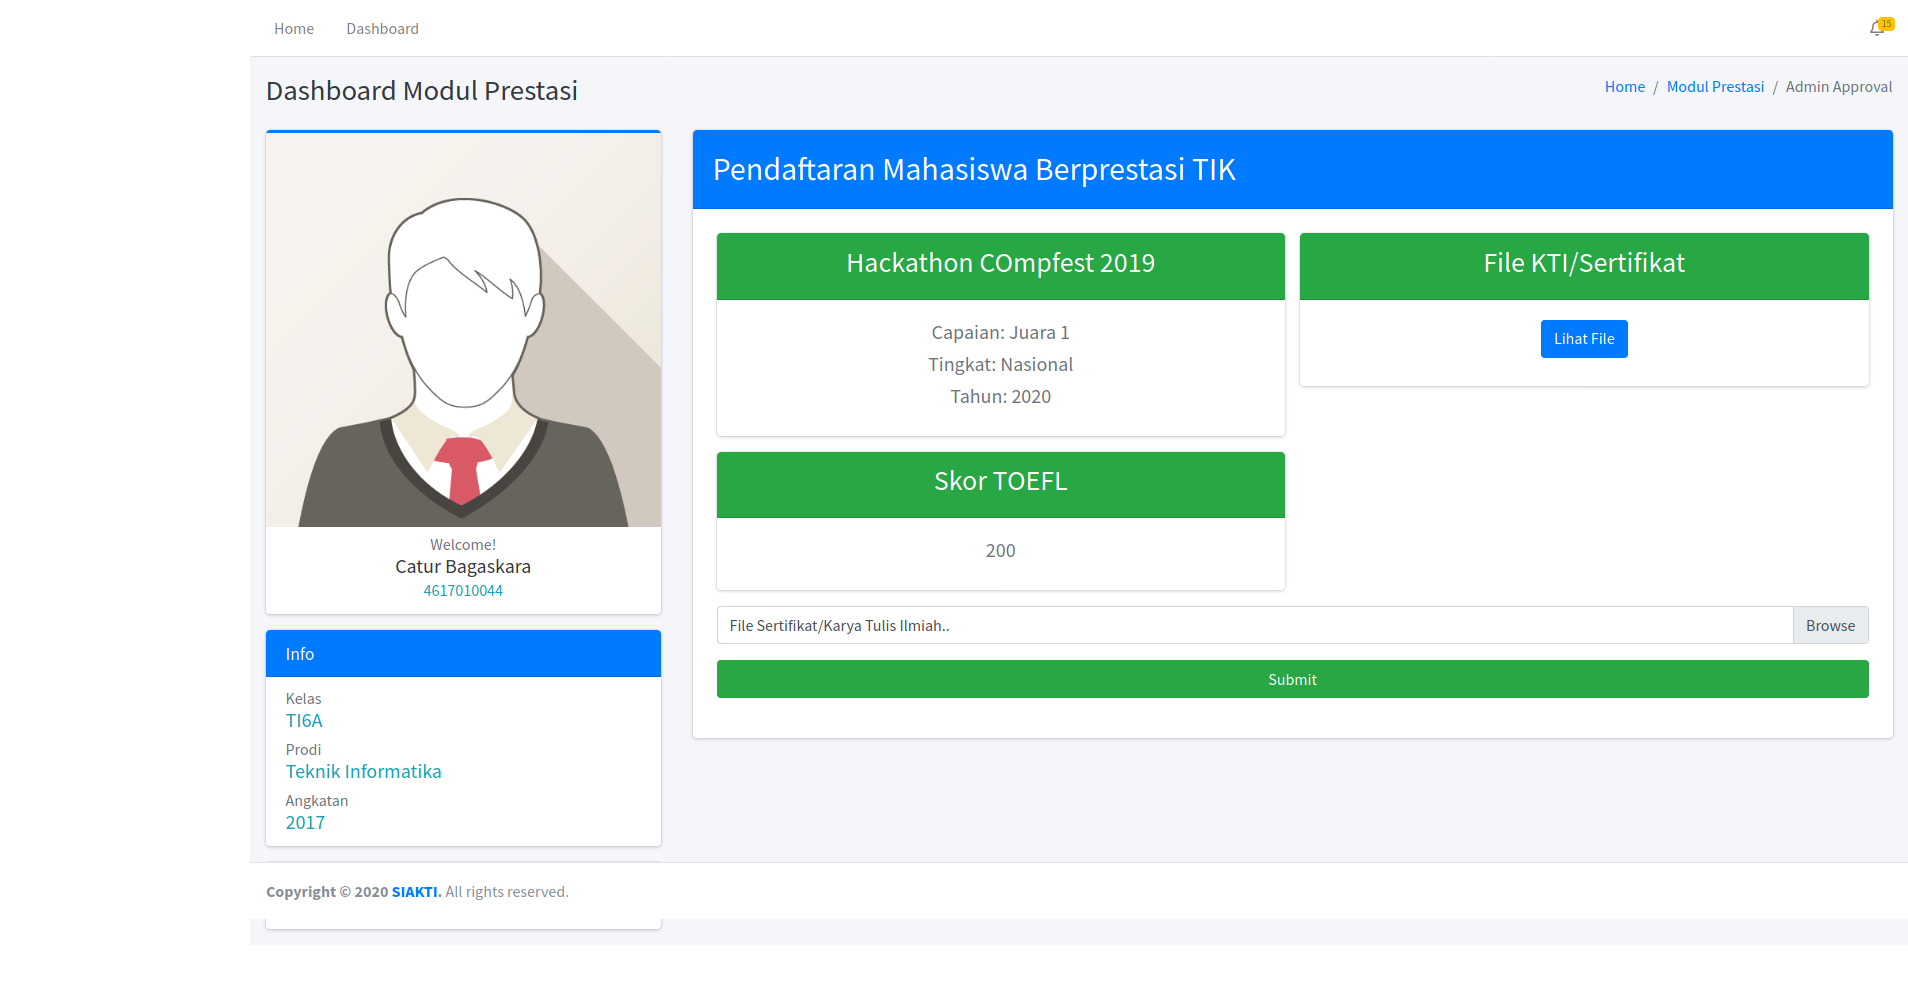 Home Dashboard 15
Dashboard Modul Prestasi
Home / Modul Prestasi / Admin Approval
Welcome!
Catur Bagaskara
4617010044
Info
Kelas
TI6A
Prodi
Teknik Informatika
Angkatan
2017
Pendaftaran Mahasiswa Berprestasi TIK
Hackathon COmpfest 2019
Capaian: Juara 1
Tingkat: Nasional
Tahun: 2020
File KTI/Sertifikat
Lihat File
Skor TOEFL
200
File Sertifikat/Karya Tulis Ilmiah.. Browse
Submit
Copyright © 2020 SIAKTI. All rights reserved.